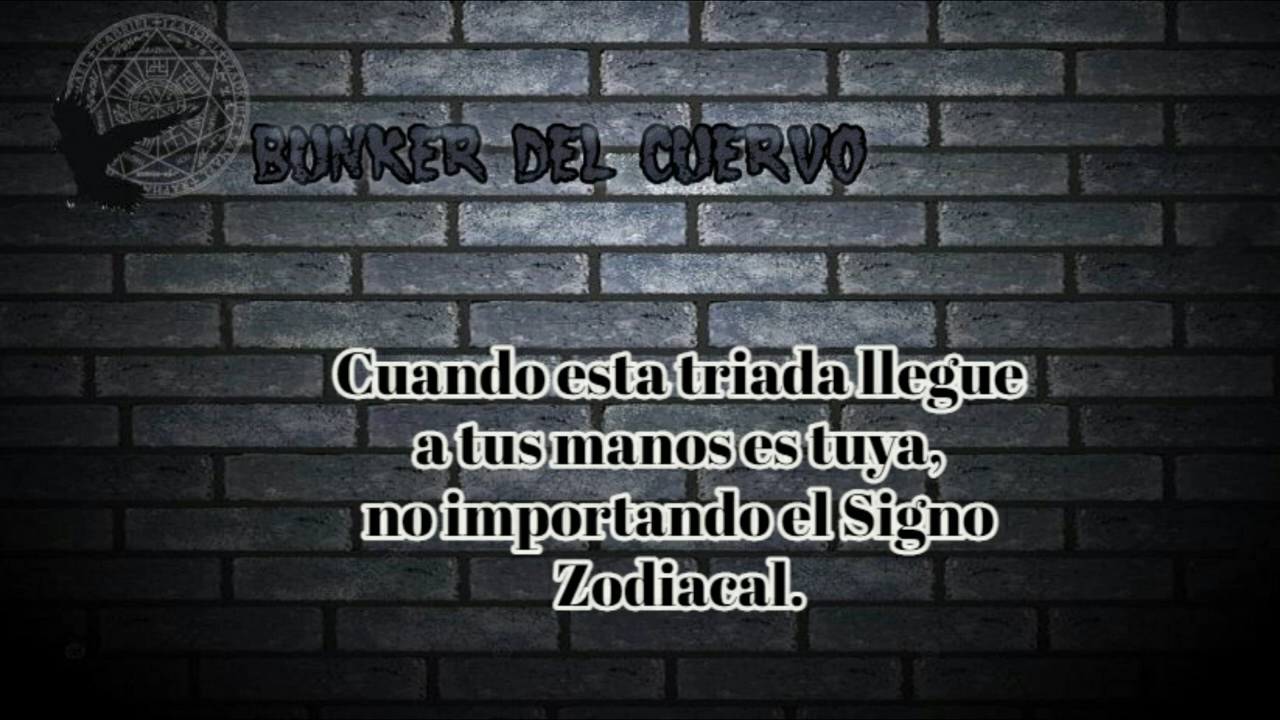 BUNKER DEL CUERVO
Cuando esta triada llegue
a tus manos es tuya,
no importando el Signo
Zodiacal.